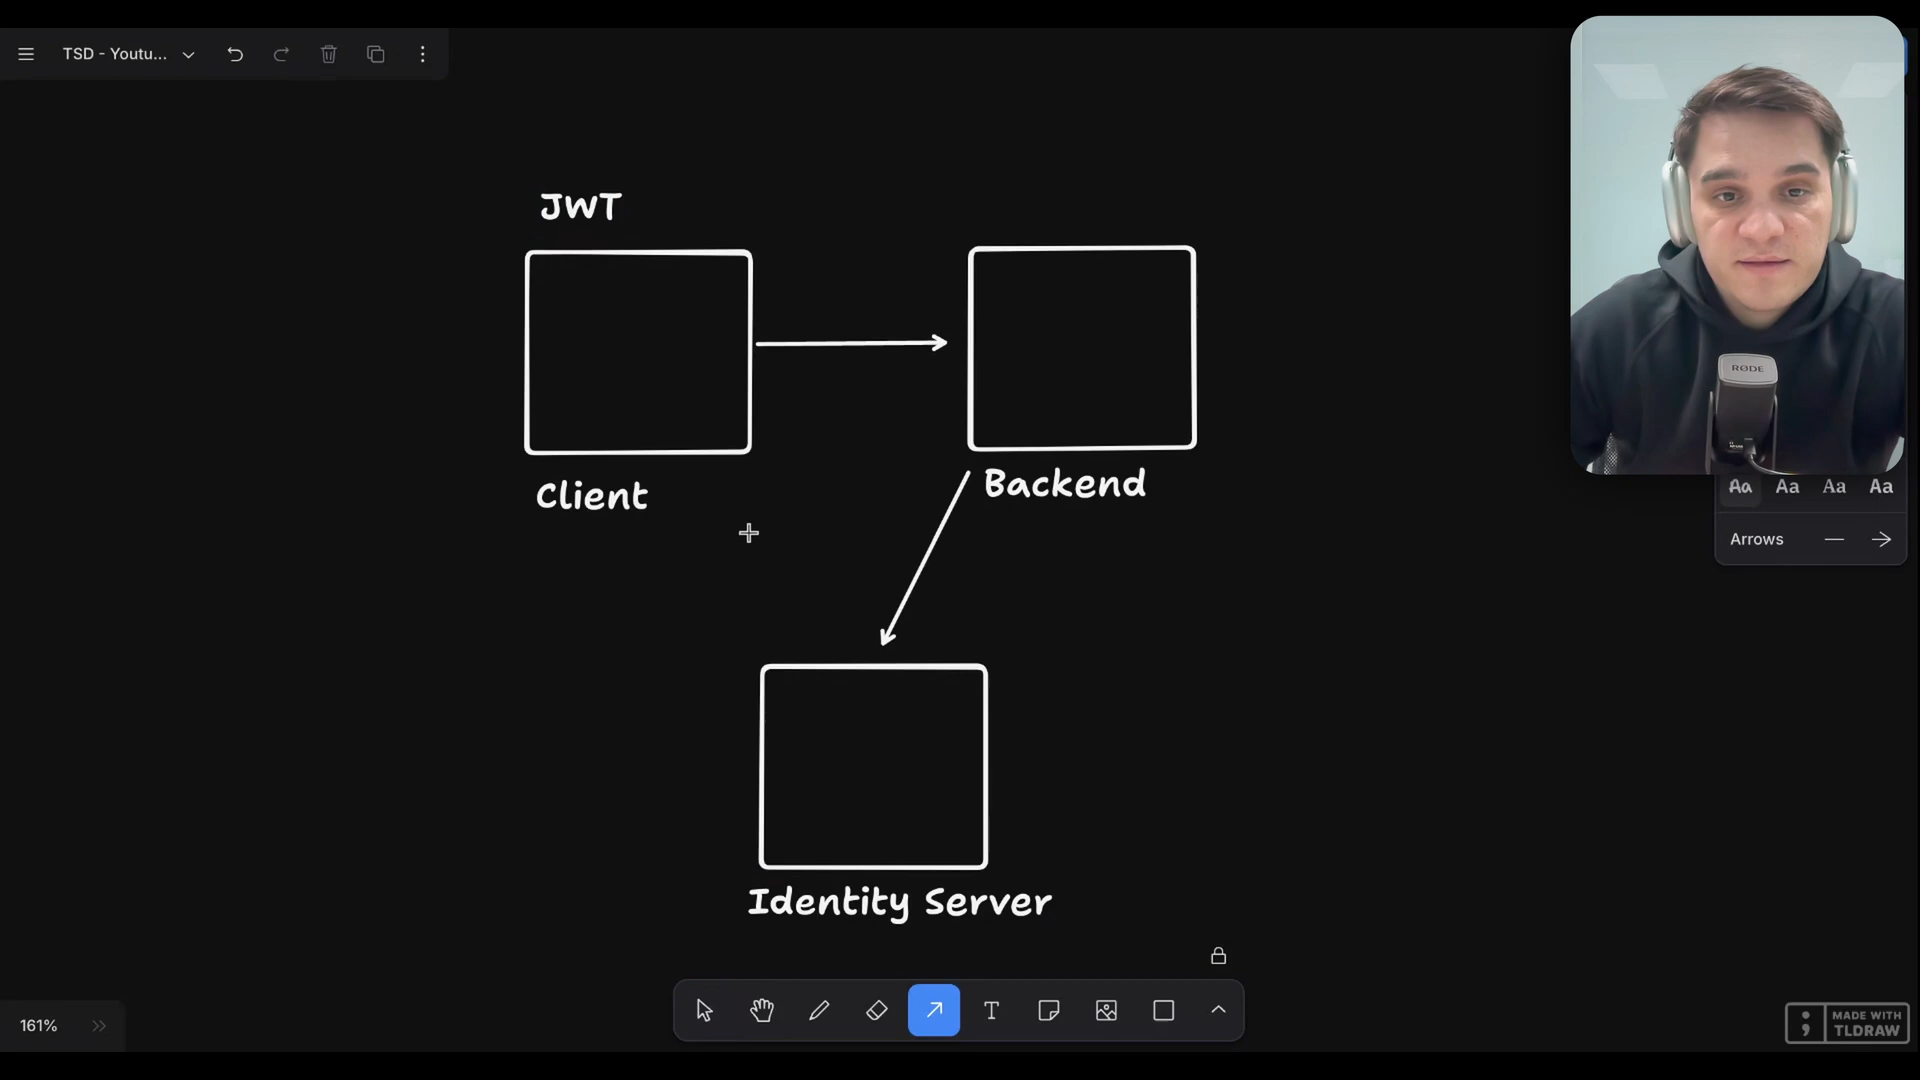 TSD - Youtu...
JWT
Client
Backend
Identity Server
RØDE
Aa Aa Aa Aa
Arrows
161%
T
MADE WITH
TLDRAW